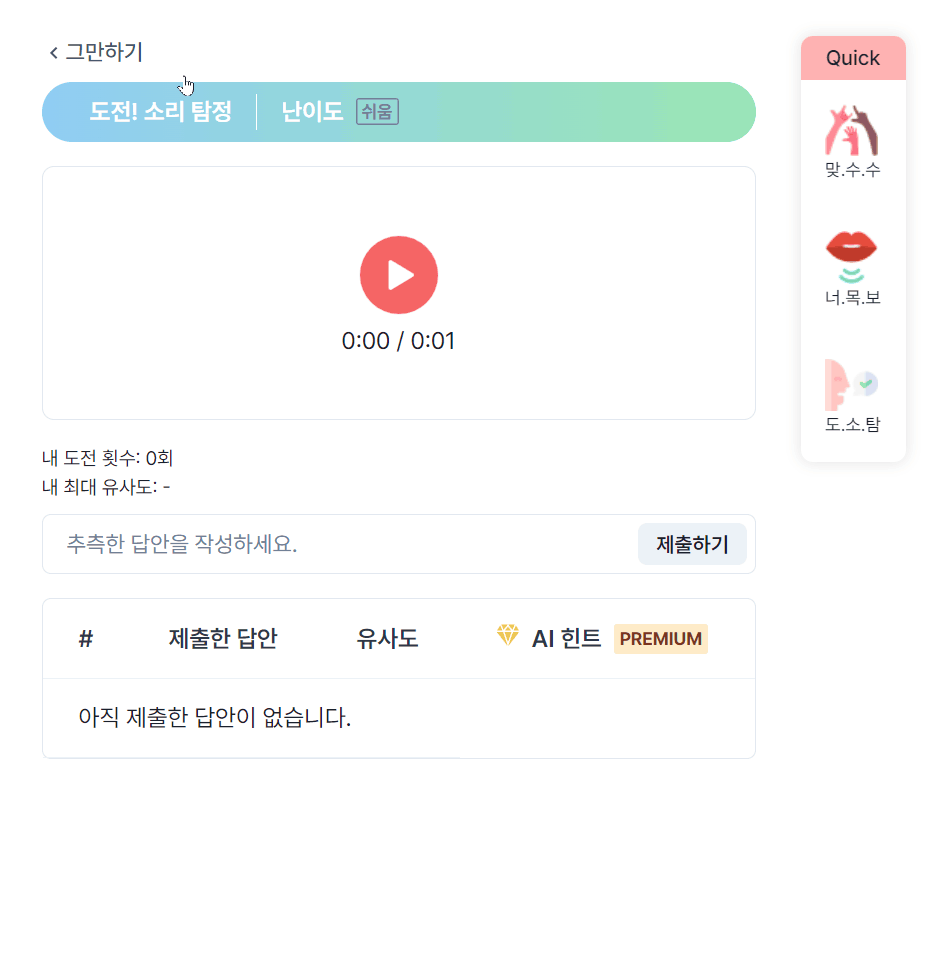 그만하기
도전! 소리 탐정 난이도 쉬움
0:00 / 0:01
내 도전 횟수: 0회
내 최대 유사도: -
추측한 답안을 작성하세요. 제출하기
# 제출한 답안 유사도 AI 힌트 PREMIUM
아직 제출한 답안이 없습니다.
Quick
맞.수.수
너.목.보
도.소.탐